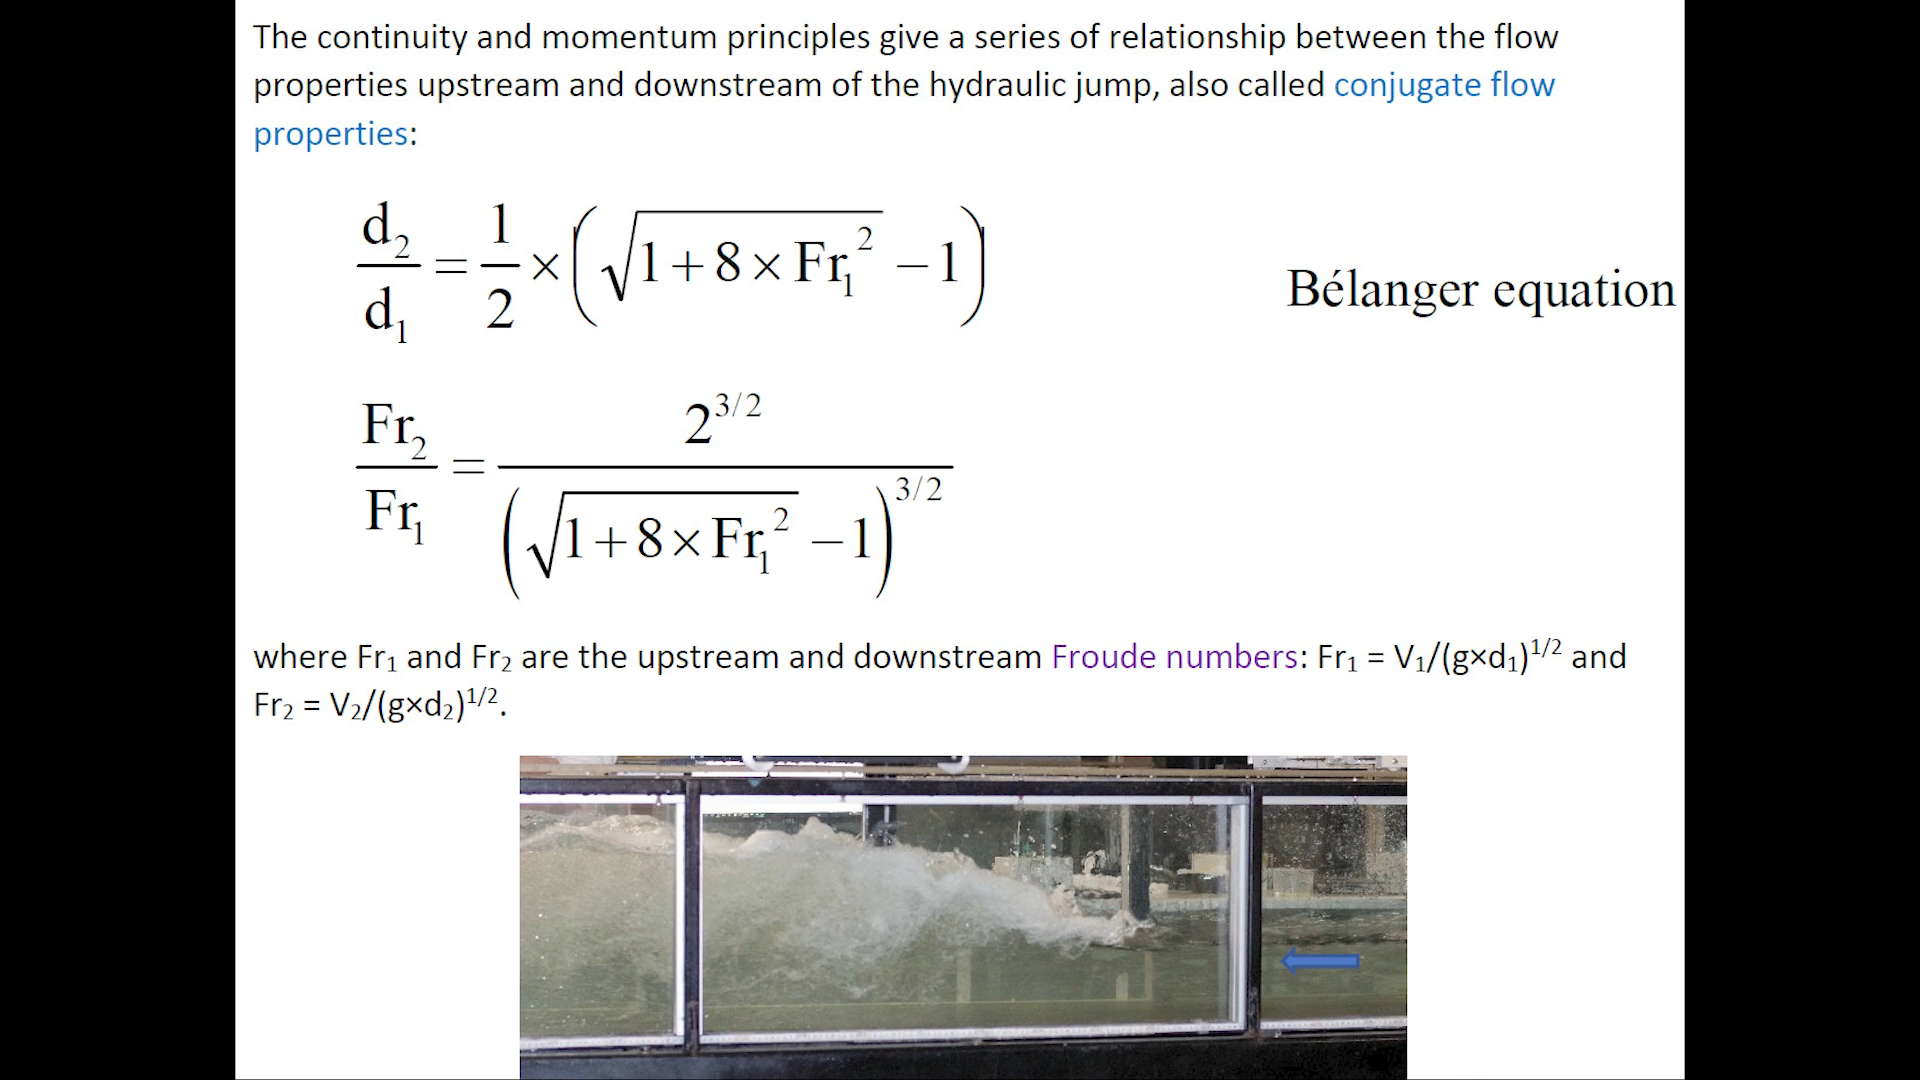 The continuity and momentum principles give a series of relationship between the flow
properties upstream and downstream of the hydraulic jump, also called conjugate flow
properties:
d₂/d₁ = 1/2 × (√(1+8×Fr₁²) −1)
Bélanger equation
Fr₂/Fr₁ = 2^3/2 / (√(1+8×Fr₁²) −1)^3/2
where Fr₁ and Fr₂ are the upstream and downstream Froude numbers: Fr₁ = V₁/(g×d₁)^1/2 and
Fr₂ = V₂/(g×d₂)^1/2.